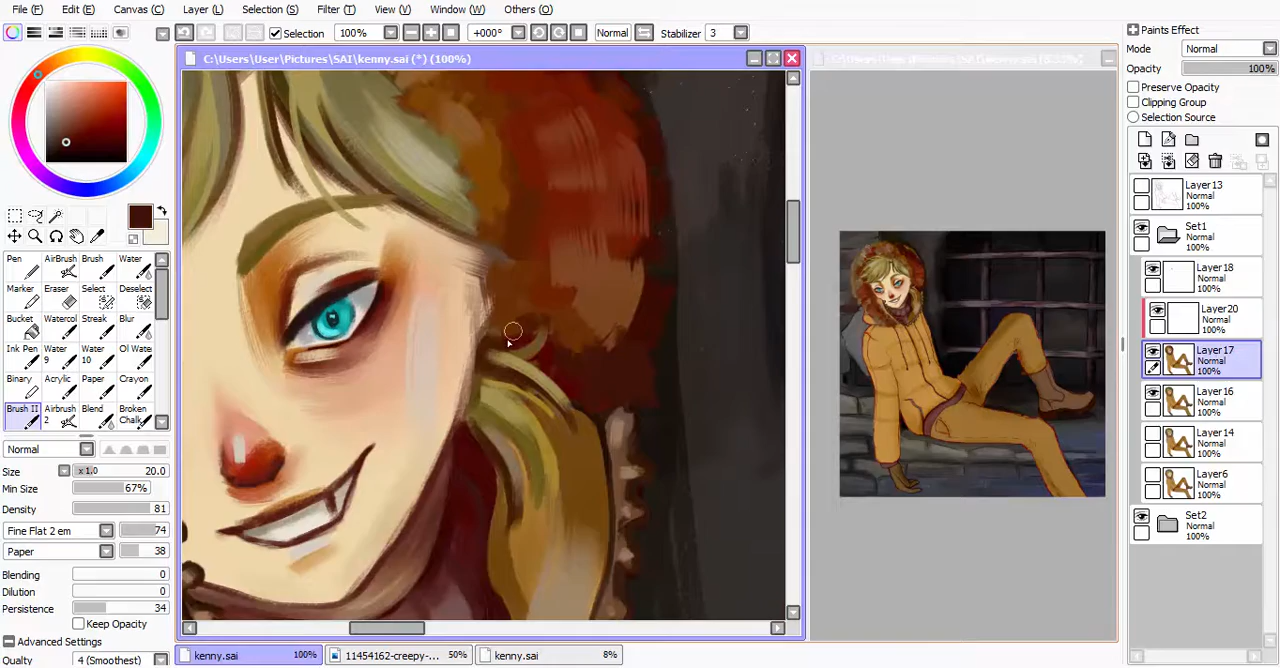 File (F) Edit (E) Canvas (C) Layer (L) Selection (S) Filter (T) View (V) Window (W) Others (O)
Selection 100% +000° Normal Stabilizer 3
C:\Users\User\Pictures\SAI\kenny.sai (*) (100%)
Pen AirBrush Brush Water
Marker Eraser Select Deselect
Bucket Watercol Streak Blur
Ink Pen Water 9 Water 10 Ol Water
Binary Acrylic Paper Crayon
Brush II Airbrush 2 Blend Broken Chalk
Normal
Size x1.0 20.0
Min Size 67%
Density 81
Fine Flat 2 em 74
Paper 38
Blending 0
Dilution 0
Persistence 34
Keep Opacity
Advanced Settings
Quality 4 (Smoothest)
kenny.sai 100% 11454162-creepy-... 50% kenny.sai 8%
Paints Effect
Mode Normal
Opacity 100%
Preserve Opacity
Clipping Group
Selection Source
Layer13
Normal
100%
Set1
Normal
100%
Layer18
Normal
100%
Layer20
Normal
100%
Layer17
Normal
100%
Layer16
Normal
100%
Layer14
Normal
100%
Layer6
Normal
100%
Set2
Normal
100%